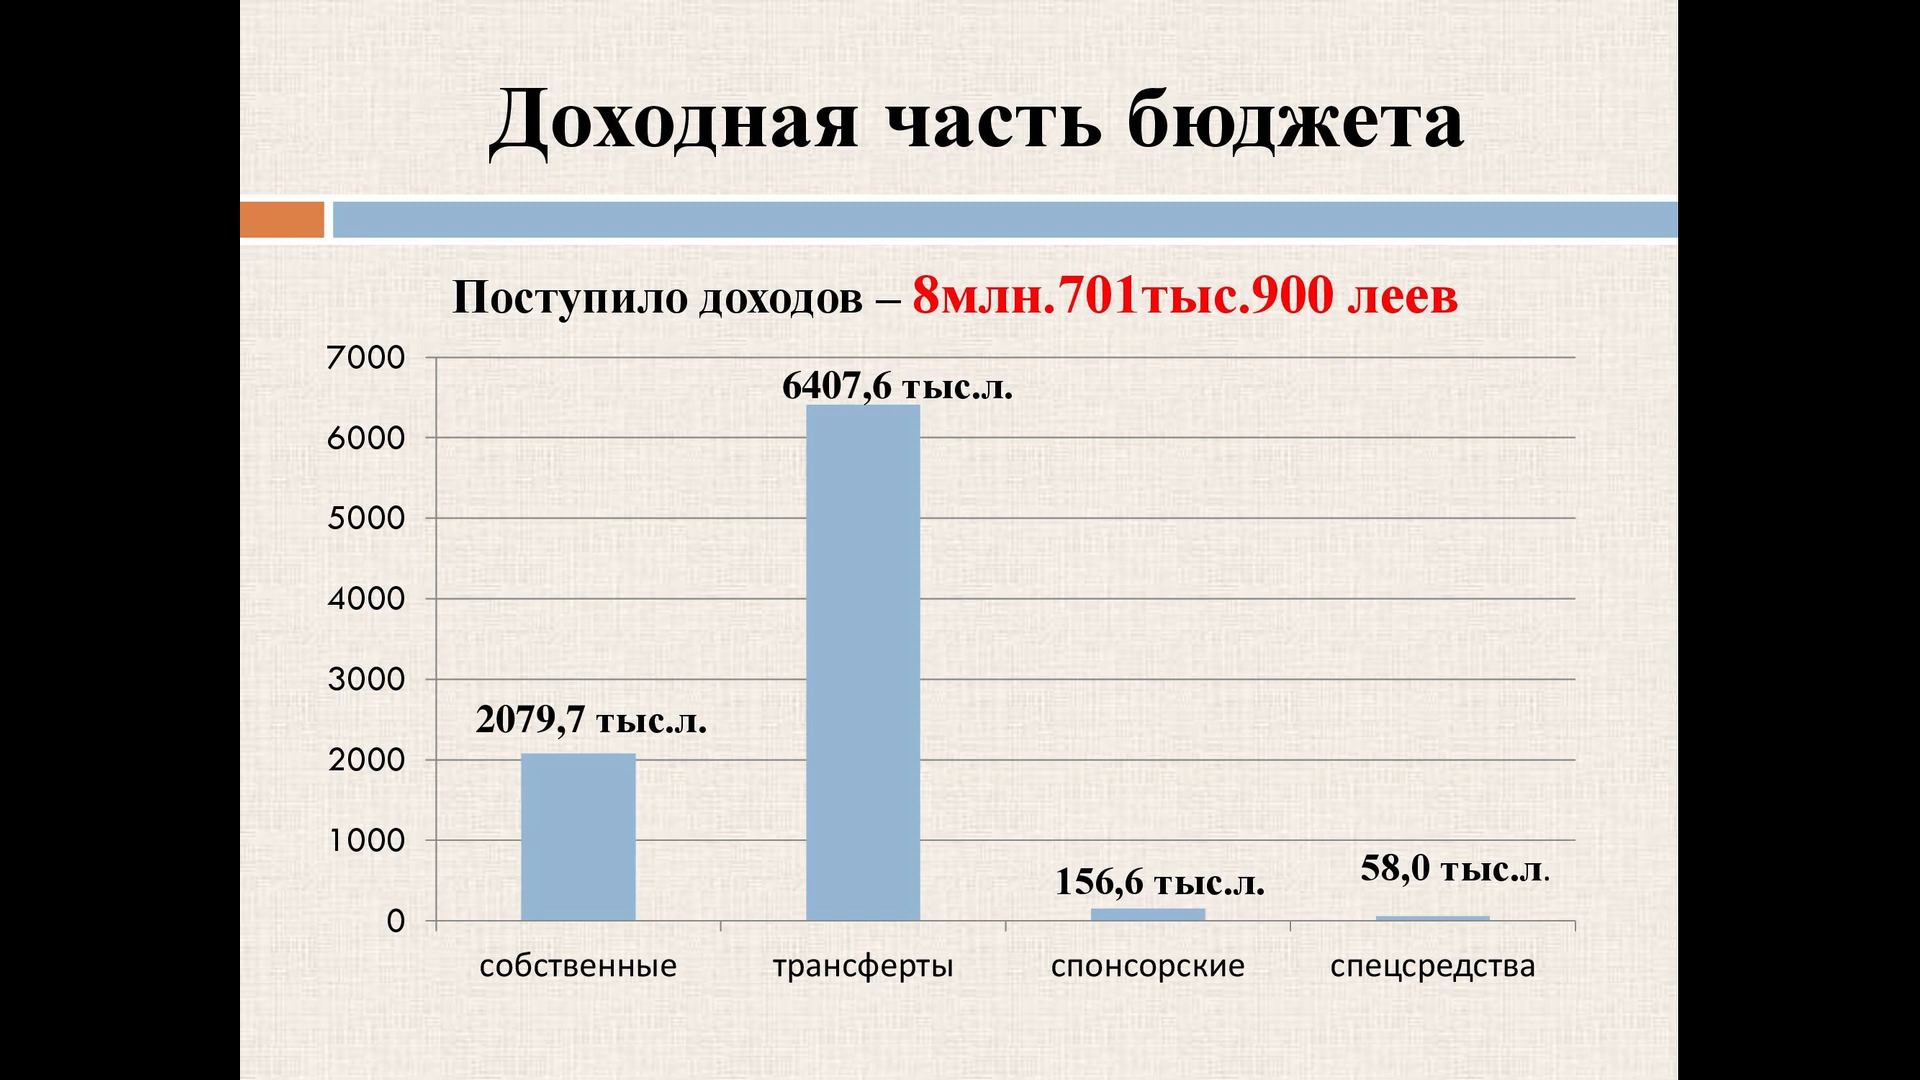 Доходная часть бюджета
Поступило доходов – 8млн.701тыс.900 леев
7000
6407,6 тыс.л.
6000
5000
4000
3000
2079,7 тыс.л.
2000
1000
58,0 тыс.л.
156,6 тыс.л.
0
собственные трансферты спонсорские спецсредства